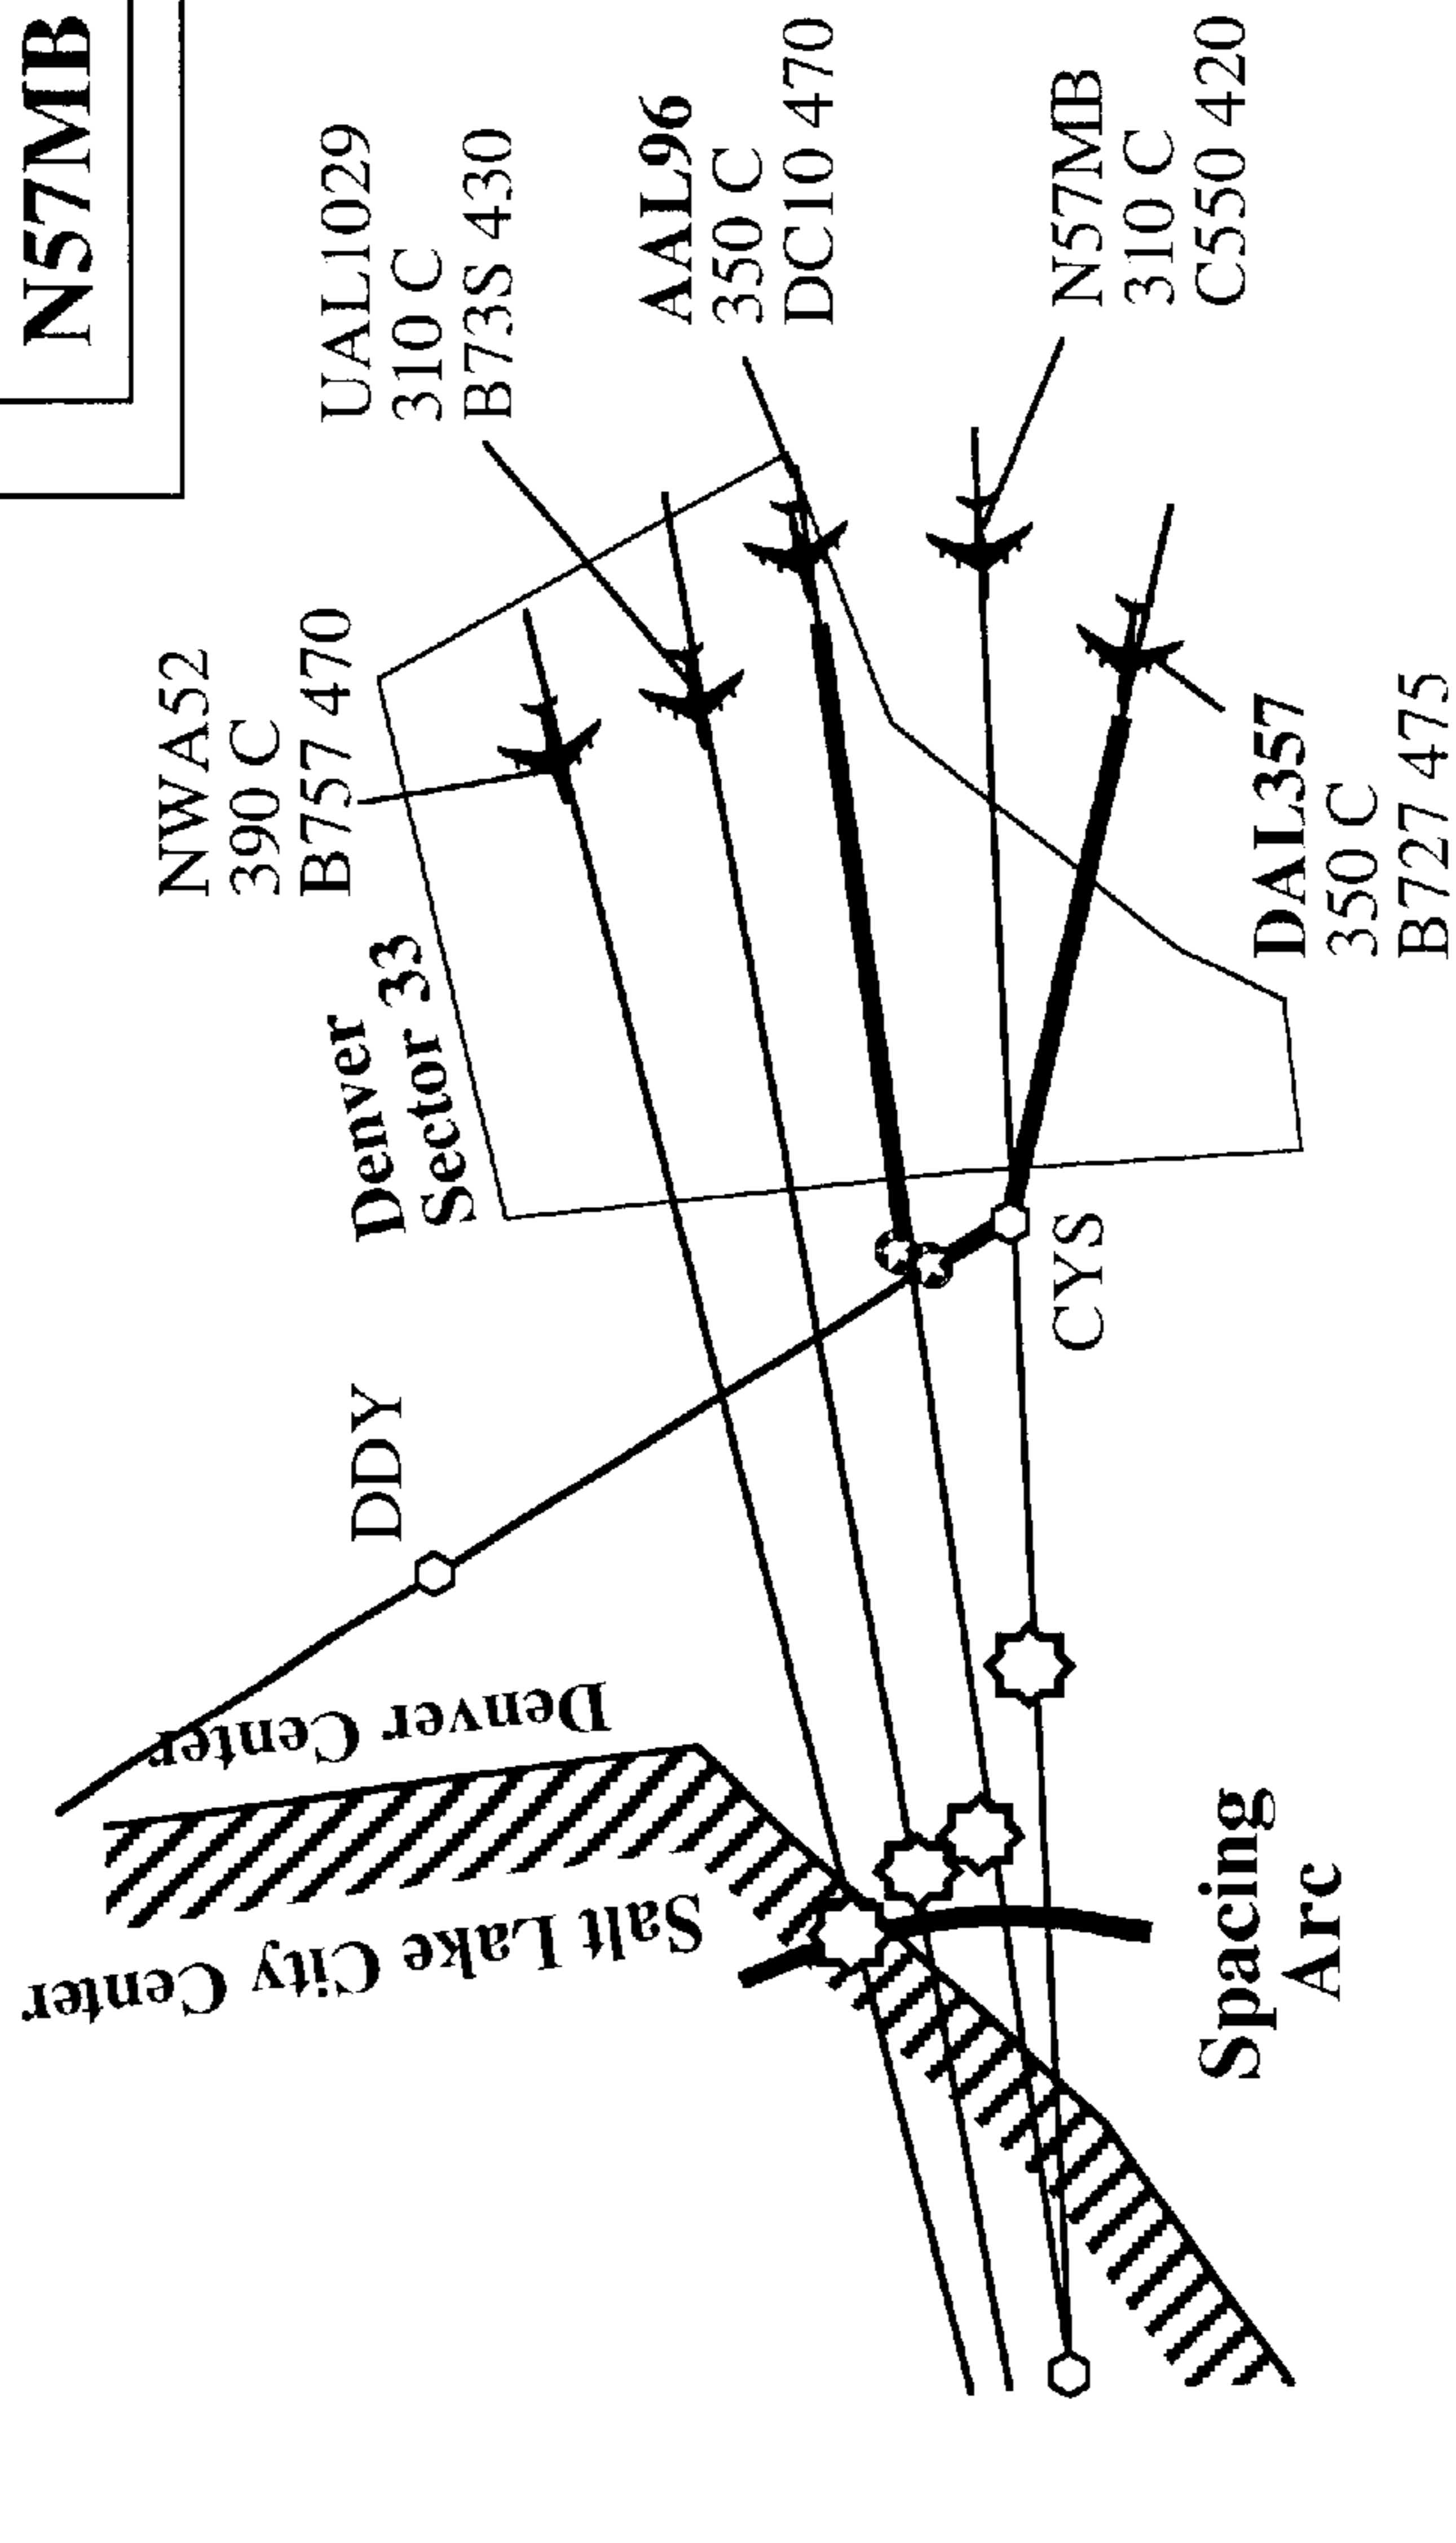 N57MB
UAL1029
310 C
B73S 430
AAL96
350 C
DC10 470
N57MB
310 C
C550 420
NWA52
390 C
B757 470
Denver
Sector 33
DAL357
350 C
B727 475
DDY
CYS
Denver Center
Salt Lake City Center
Spacing
Arc